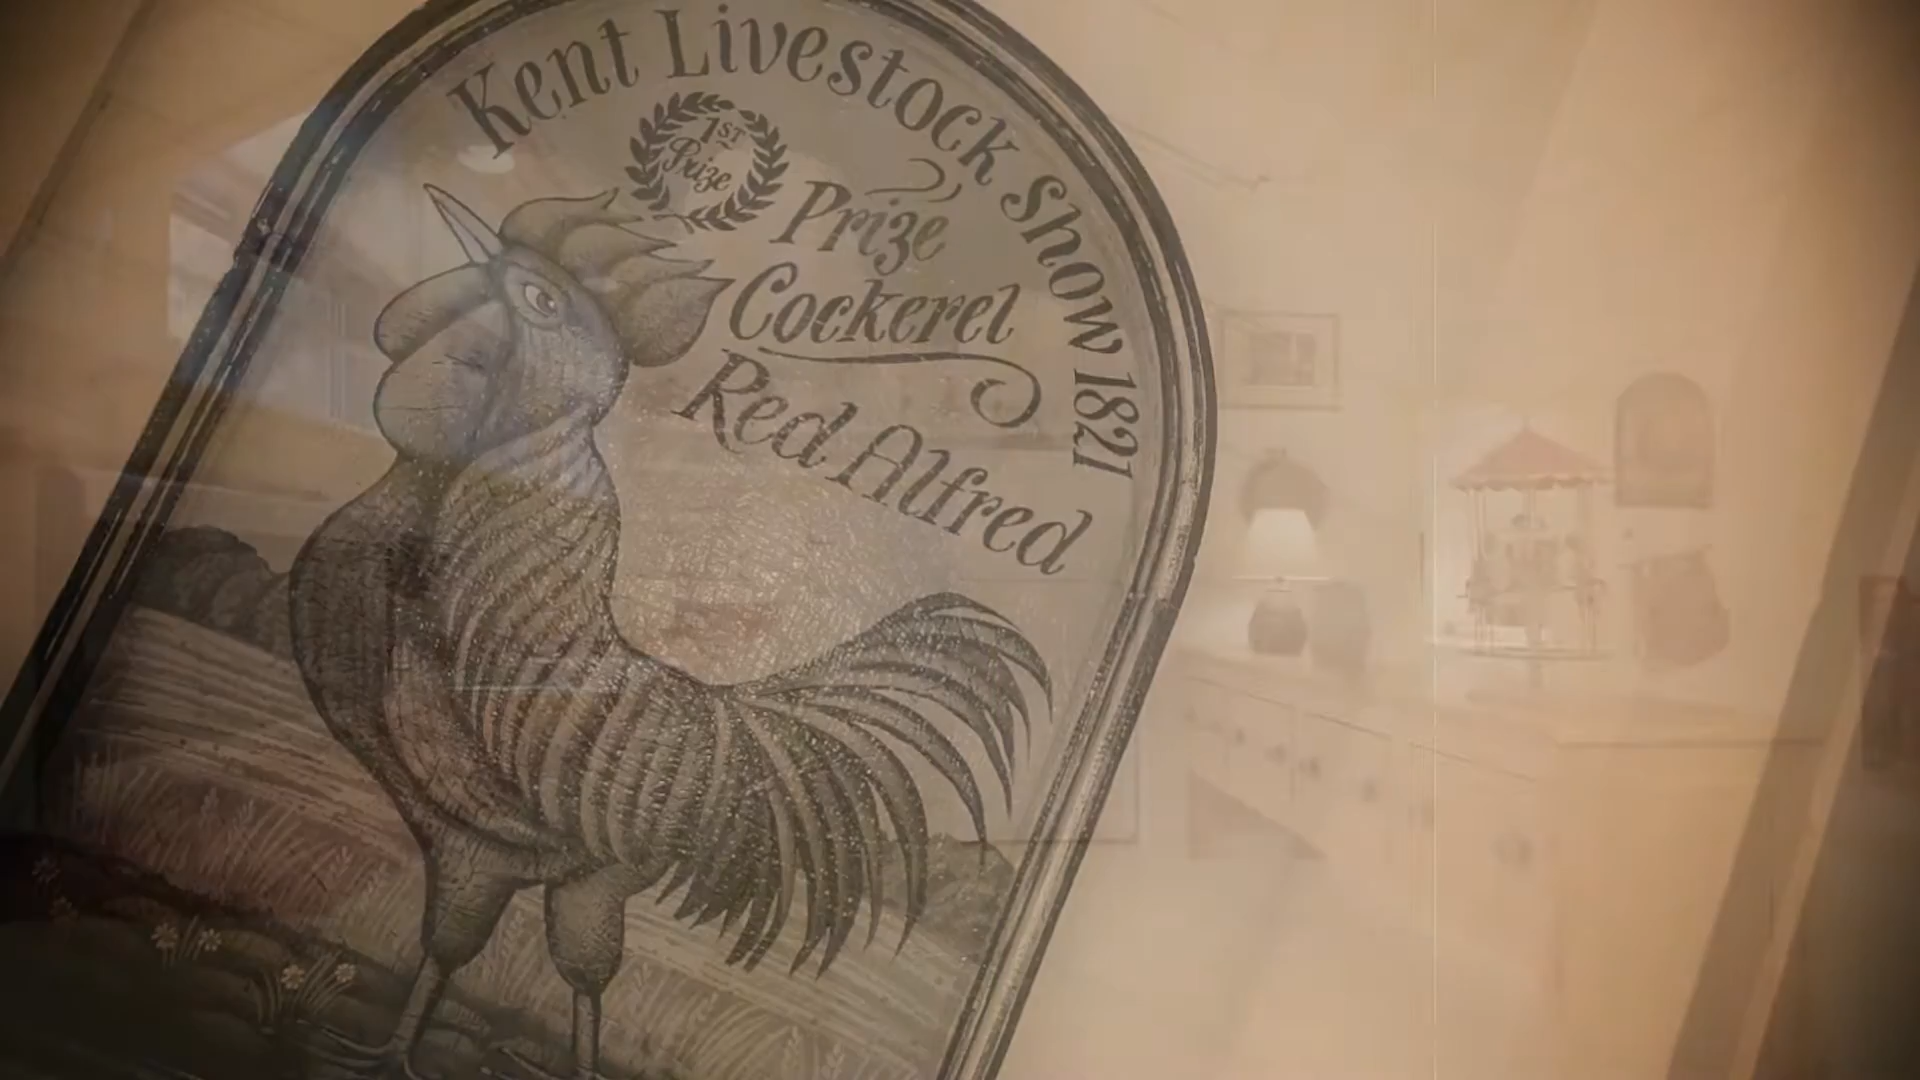 Kent Livestock Show 1821
1ST
Prize
Prize
Cockerel
Red Alfred